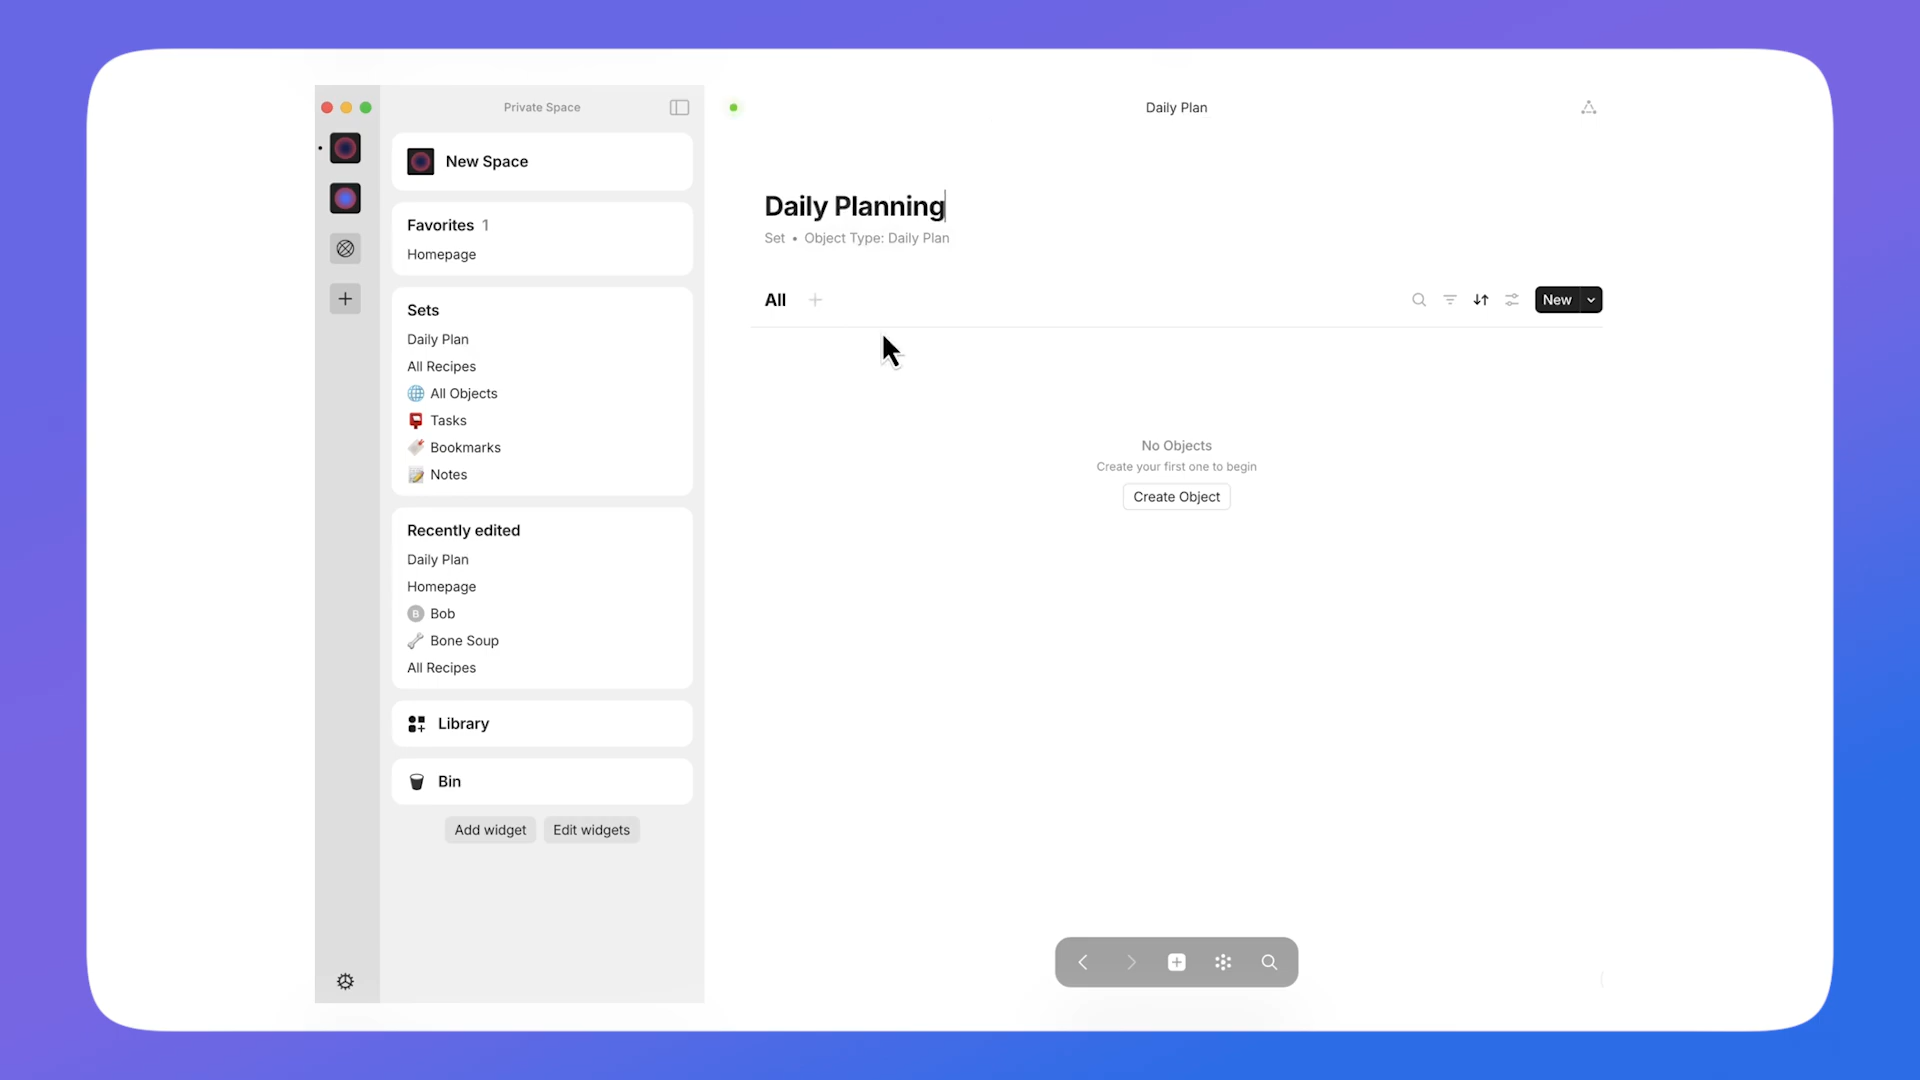 Private Space
New Space
Favorites 1
Homepage
Sets
Daily Plan
All Recipes
All Objects
Tasks
Bookmarks
Notes
Recently edited
Daily Plan
Homepage
B Bob
Bone Soup
All Recipes
Library
Bin
Add widget Edit widgets
Daily Plan
Daily Planning
Set • Object Type: Daily Plan
All
New
No Objects
Create your first one to begin
Create Object